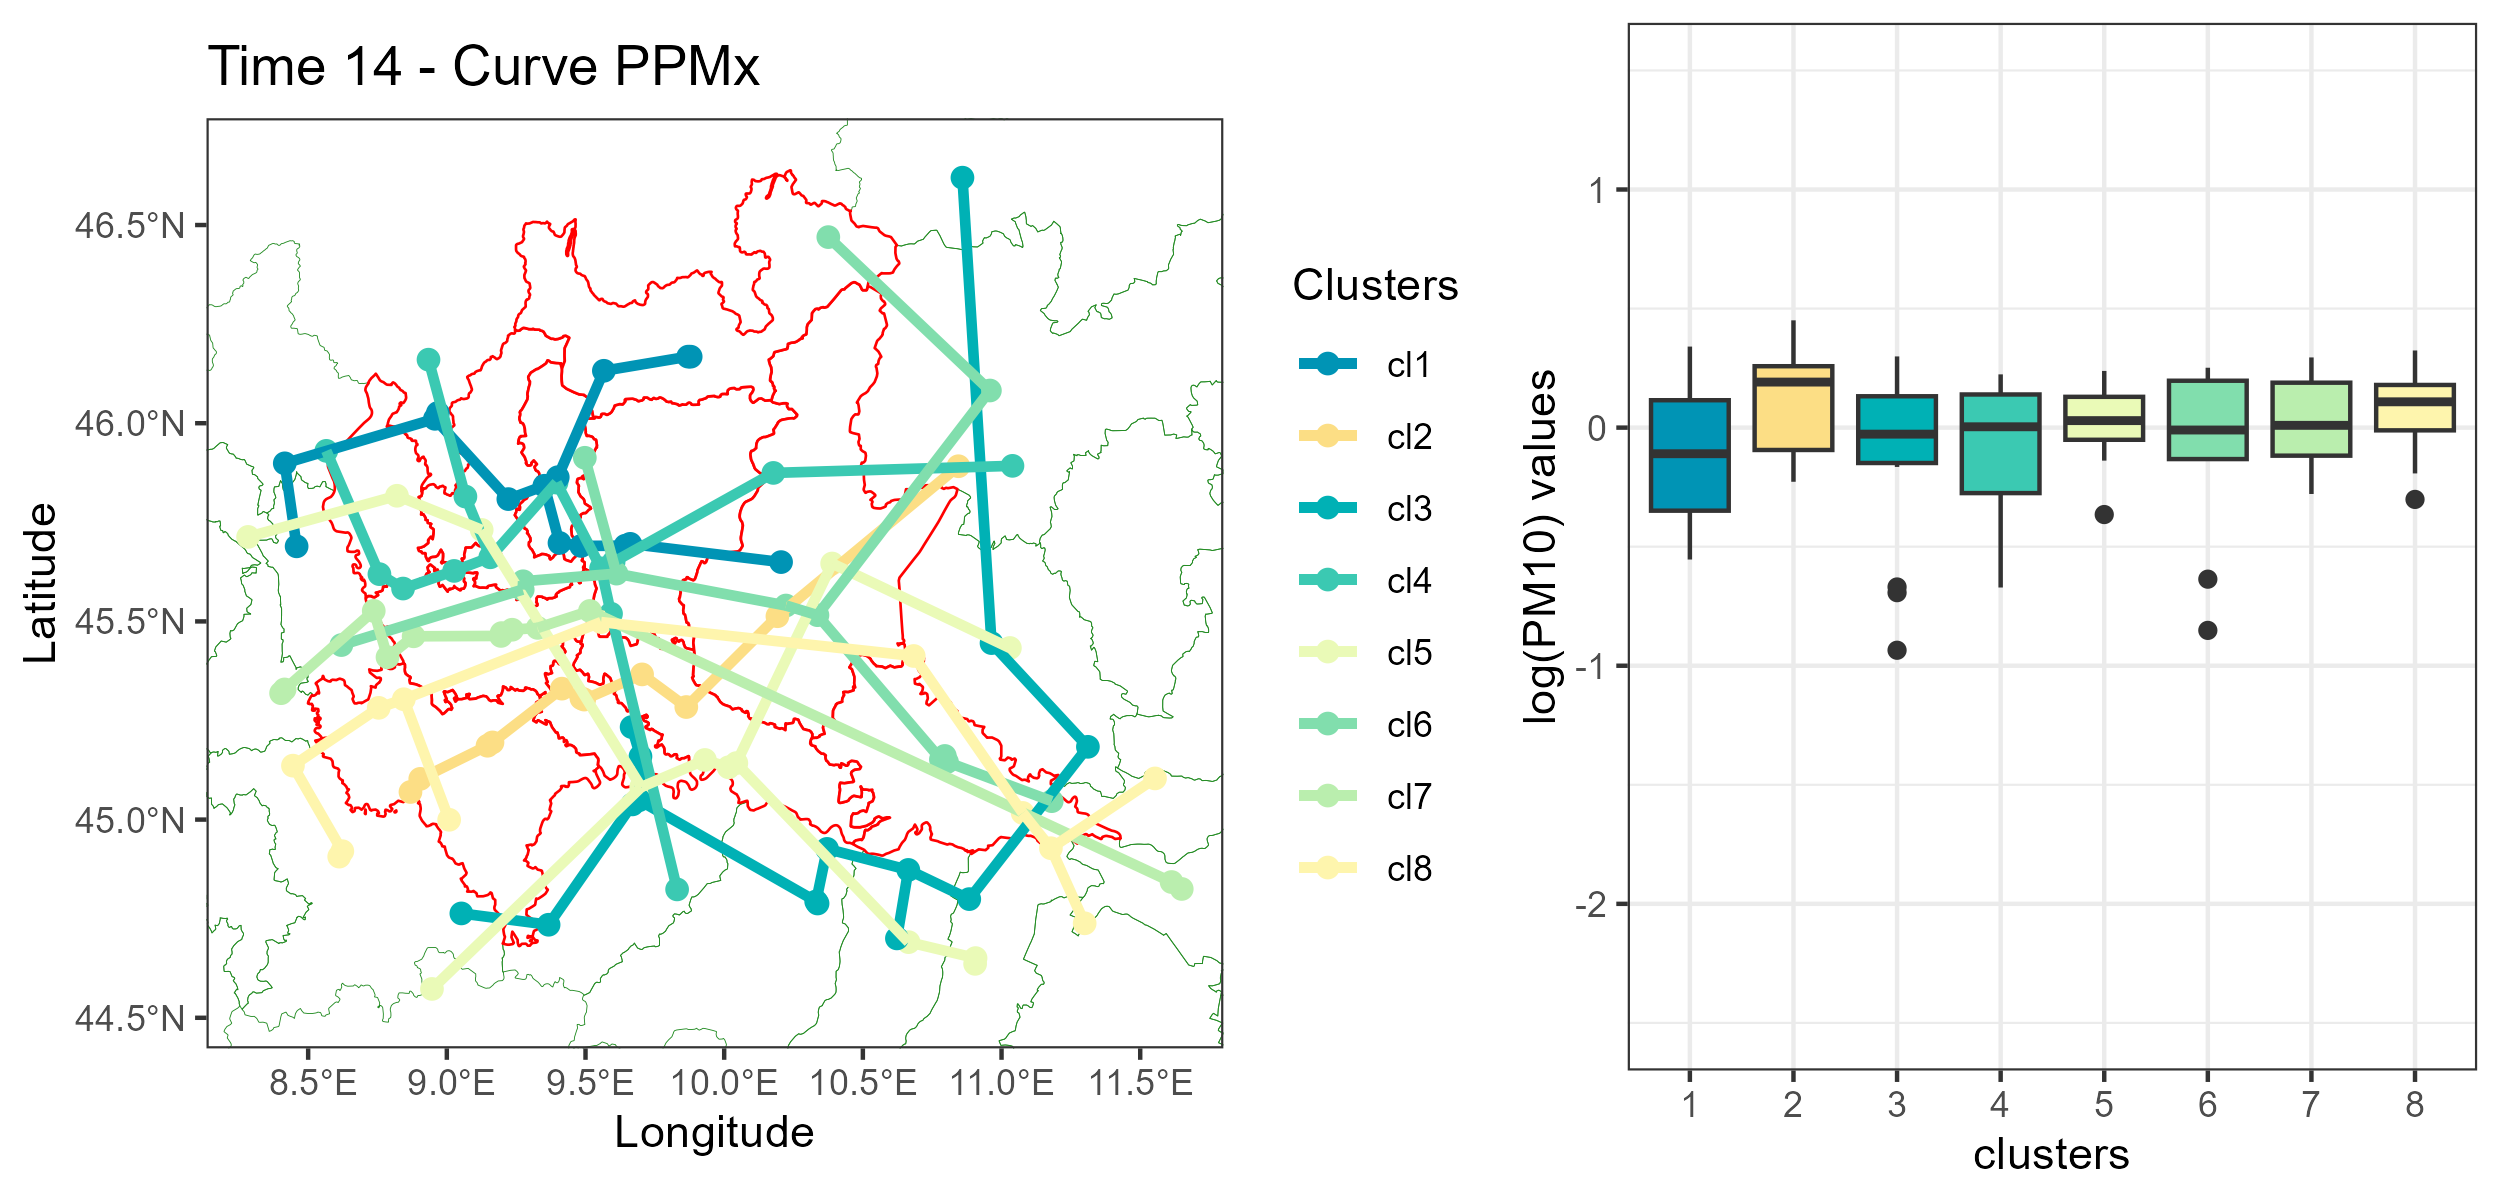 Time 14 - Curve PPMx
Latitude
46.5°N
46.0°N
45.5°N
45.0°N
44.5°N
8.5°E 9.0°E 9.5°E 10.0°E 10.5°E 11.0°E 11.5°E
Longitude
Clusters
cl1
cl2
cl3
cl4
cl5
cl6
cl7
cl8
log(PM10) values
1
0
-1
-2
1 2 3 4 5 6 7 8
clusters